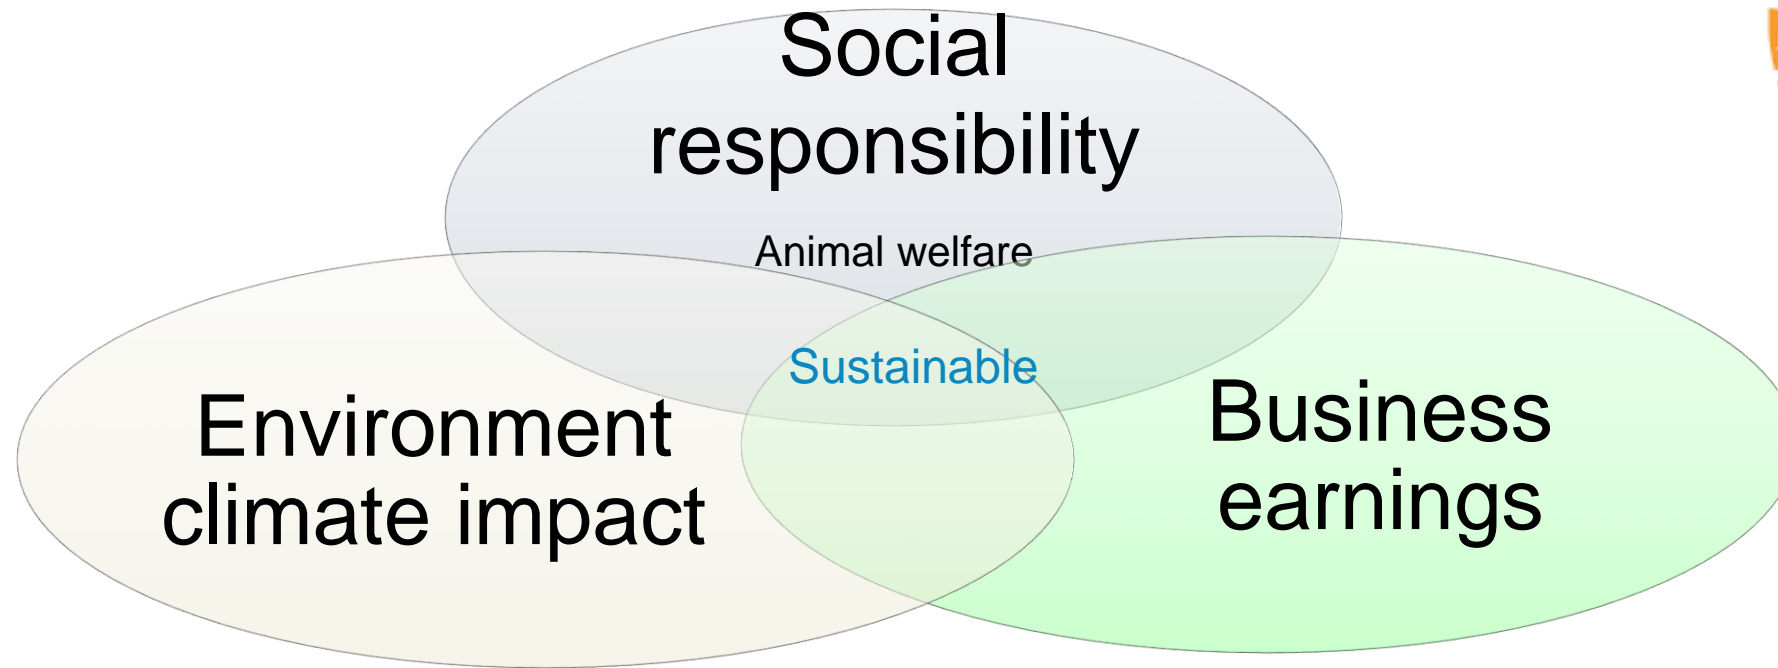 Social
responsibility
Animal welfare
Sustainable
Environment
climate impact
Business
earnings